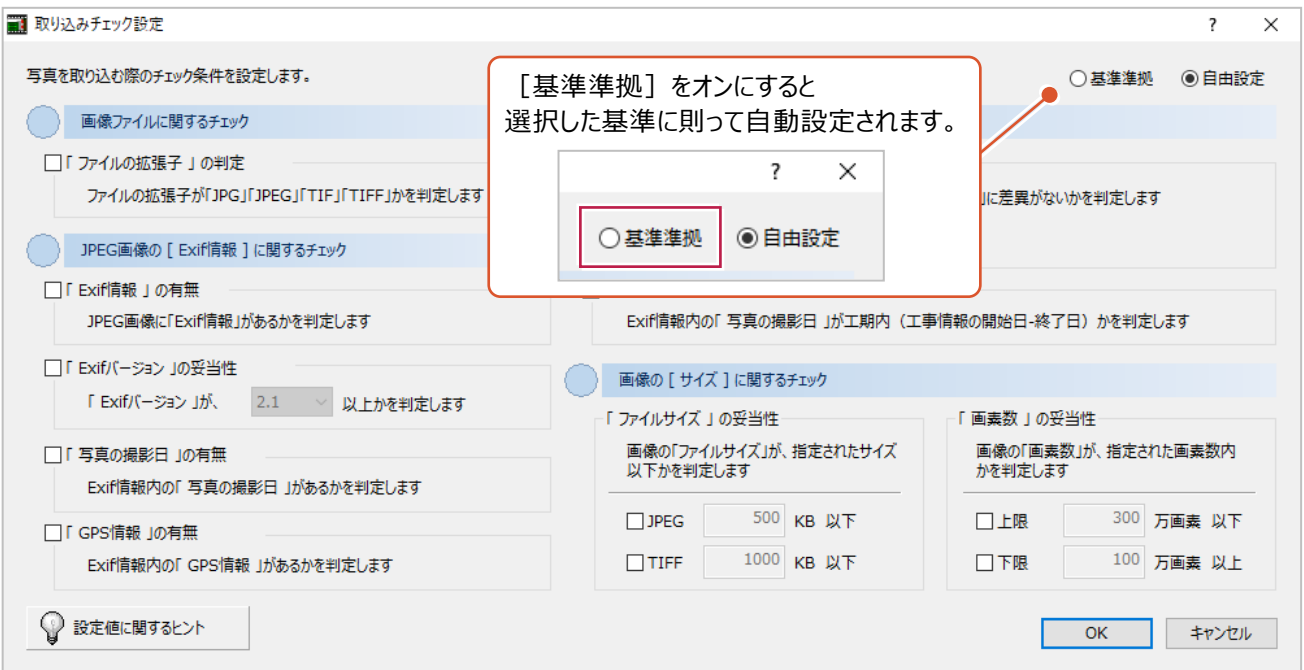 取り込みチェック設定
?
写真を取り込む際のチェック条件を設定します。
基準準拠
自由設定
［基準準拠］をオンにすると
選択した基準に則って自動設定されます。
?
基準準拠
自由設定
画像ファイルに関するチェック
「 ファイルの拡張子 」の判定
ファイルの拡張子が「JPG」「JPEG」「TIF」「TIFF」かを判定します
」に差異がないかを判定します
JPEG画像の [ Exif情報 ] に関するチェック
「 Exif情報 」の有無
JPEG画像に「Exif情報」があるかを判定します
Exif情報内の「 写真の撮影日 」が工期内（工事情報の開始日-終了日）かを判定します
「 Exifバージョン 」の妥当性
「 Exifバージョン 」が、 2.1 以上かを判定します
「 写真の撮影日 」の有無
Exif情報内の「 写真の撮影日 」があるかを判定します
「 GPS情報 」の有無
Exif情報内の「 GPS情報 」があるかを判定します
画像の [ サイズ ] に関するチェック
「 ファイルサイズ 」の妥当性
画像の「ファイルサイズ」が、指定されたサイズ
以下かを判定します
JPEG 500 KB 以下
TIFF 1000 KB 以下
「 画素数 」の妥当性
画像の「画素数」が、指定された画素数内
かを判定します
上限 300 万画素 以下
下限 100 万画素 以上
設定値に関するヒント
OK
キャンセル